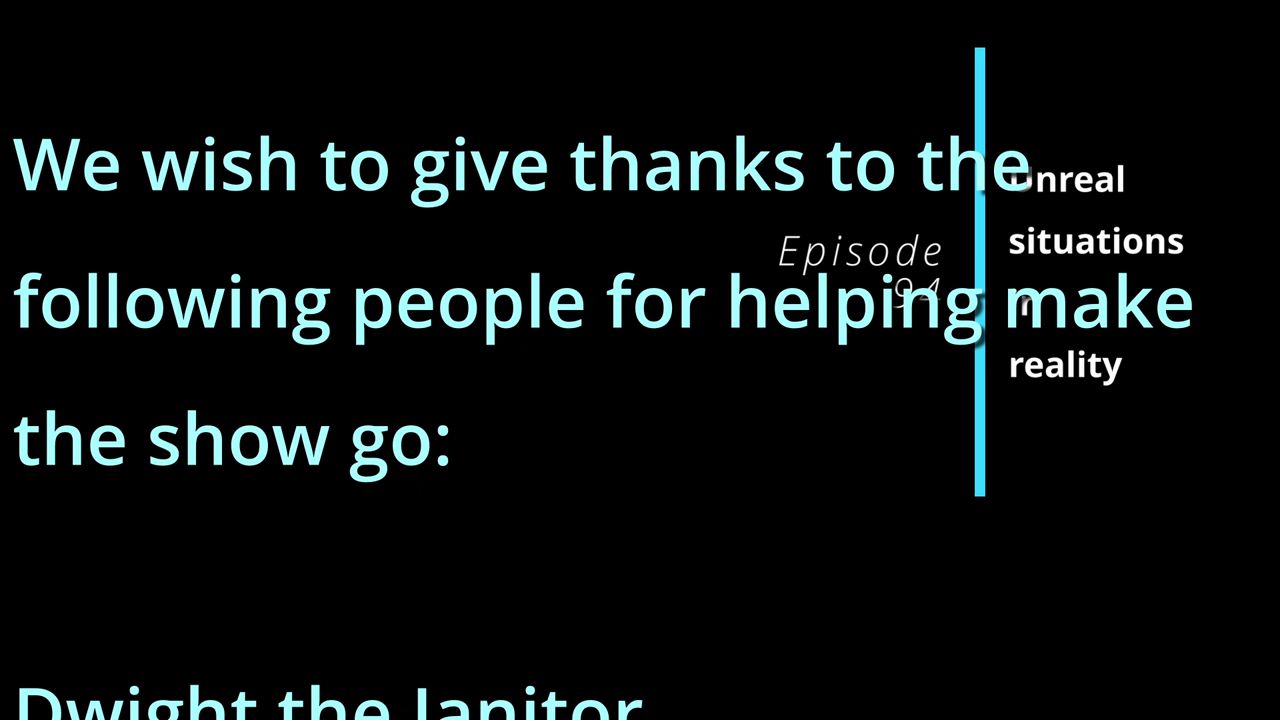 We wish to give thanks to the
following people for helping make
the show go:
Dwight the Janitor
Episode
94
Unreal
situations
reality